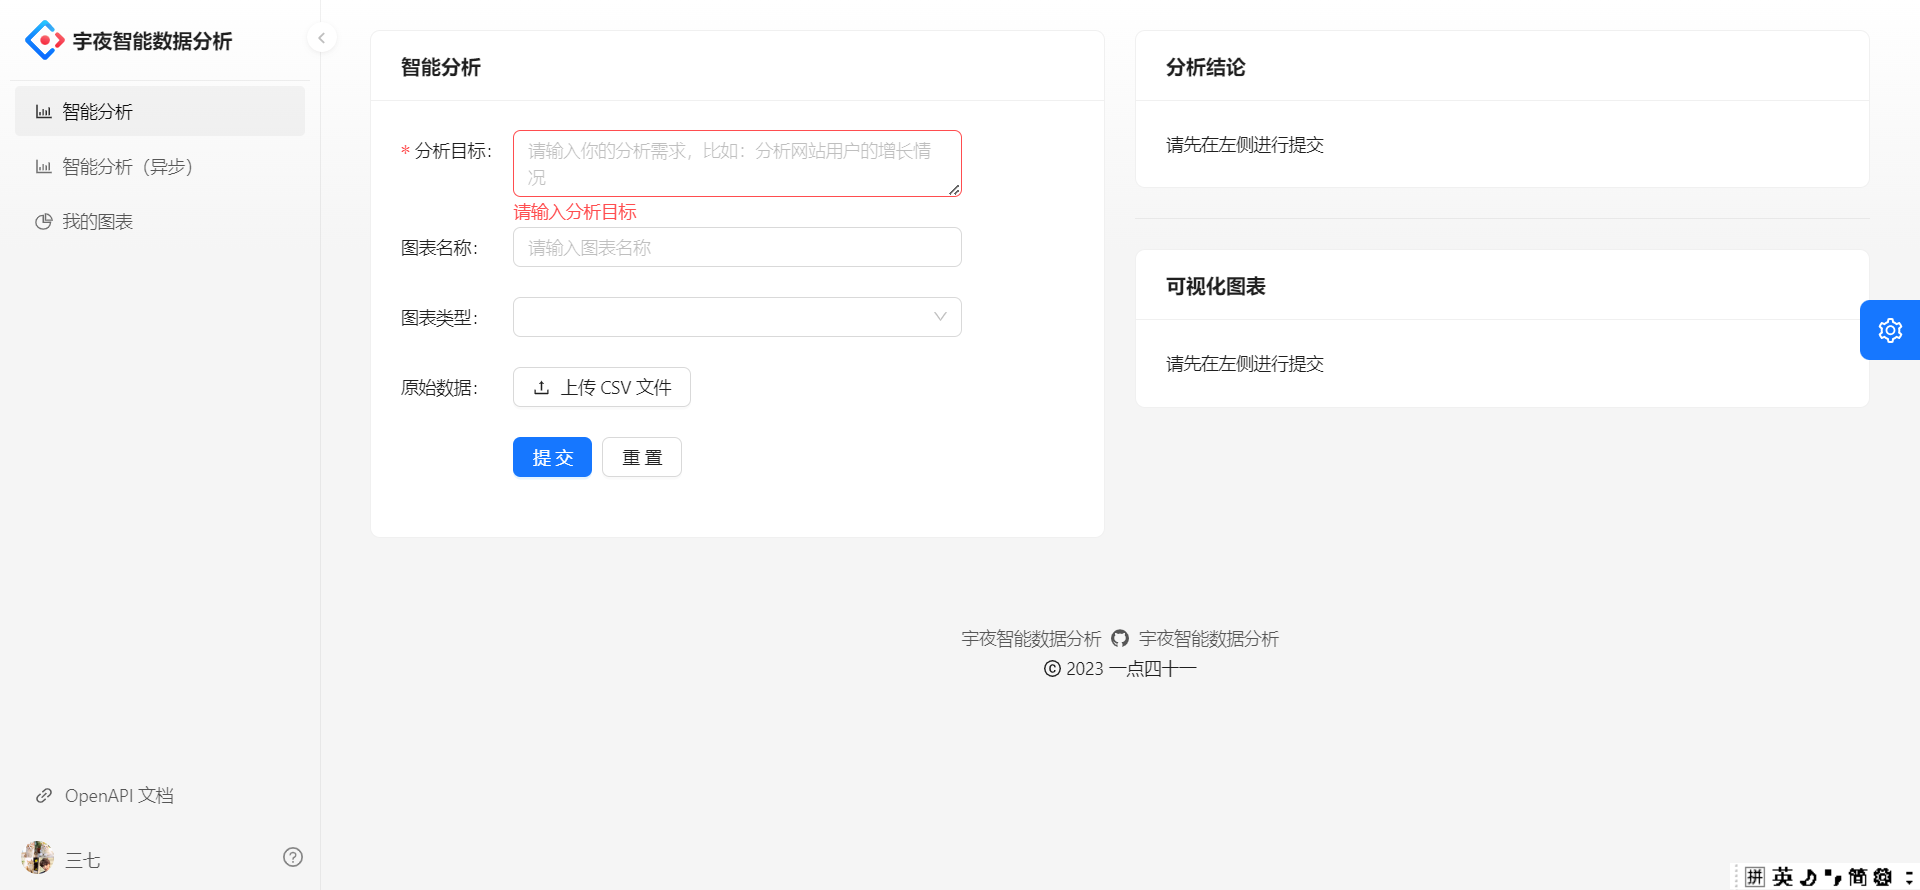 宇夜智能数据分析
智能分析
智能分析（异步）
我的图表
OpenAPI 文档
三七
智能分析
* 分析目标：
请输入你的分析需求，比如：分析网站用户的增长情
况
请输入分析目标
图表名称：
请输入图表名称
图表类型：
原始数据：
上传 CSV 文件
提 交
重 置
分析结论
请先在左侧进行提交
可视化图表
请先在左侧进行提交
宇夜智能数据分析 宇夜智能数据分析
© 2023 一点四十一
拼 英 简